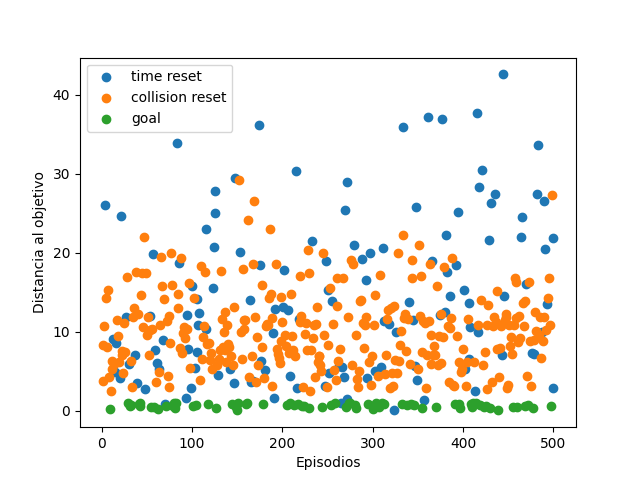 time reset
collision reset
goal
Distancia al objetivo
40
30
20
10
0
0 100 200 300 400 500
Episodios